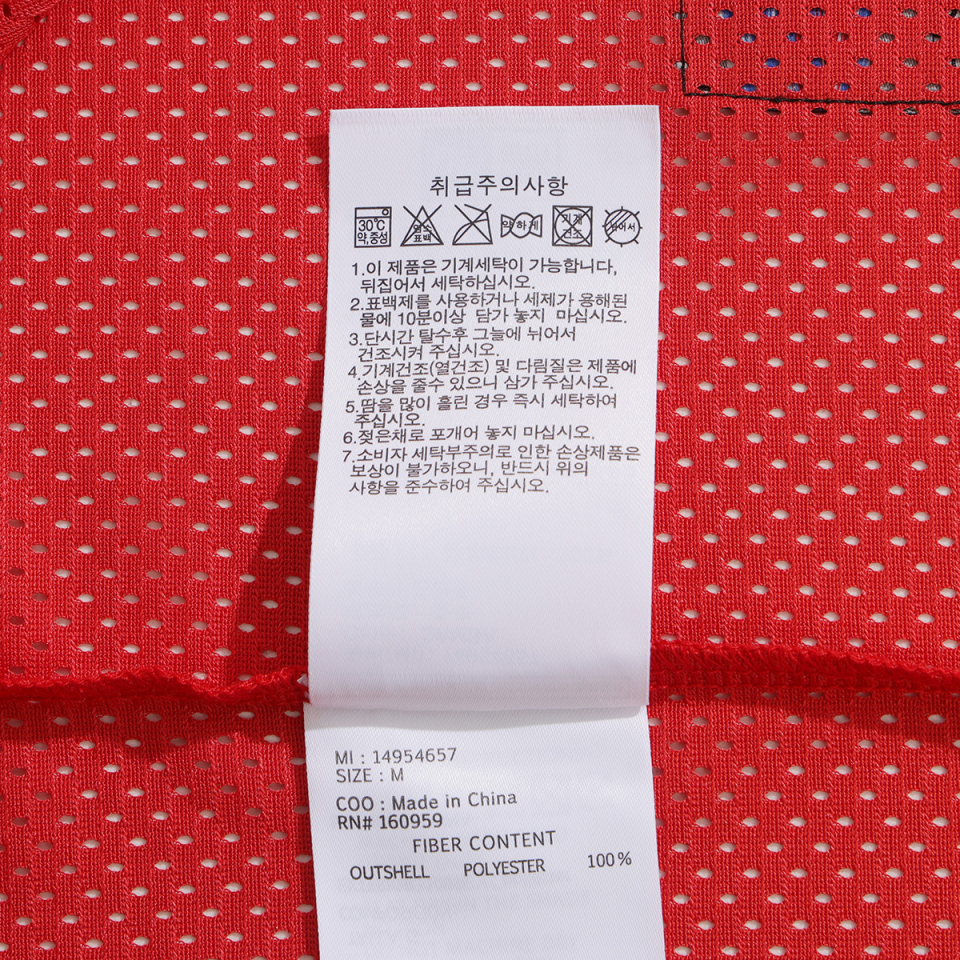 취급주의사항
30℃ 약,중성
염소 표백
약하게
기계 건조
뉘어서
1.이 제품은 기계세탁이 가능합니다,
뒤집어서 세탁하십시오.
2.표백제를 사용하거나 세제가 용해된
물에 10분이상 담가 놓지 마십시오.
3.단시간 탈수후 그늘에 뉘어서
건조시켜 주십시오.
4.기계건조(열건조) 및 다림질은 제품에
손상을 줄수 있으니 삼가 주십시오.
5.땀을 많이 흘린 경우 즉시 세탁하여
주십시오.
6.젖은채로 포개어 놓지 마십시오.
7.소비자 세탁부주의로 인한 손상제품은
보상이 불가하오니, 반드시 위의
사항을 준수하여 주십시오.
MI : 14954657
SIZE : M
COO : Made in China
RN# 160959
FIBER CONTENT
OUTSHELL POLYESTER 100%